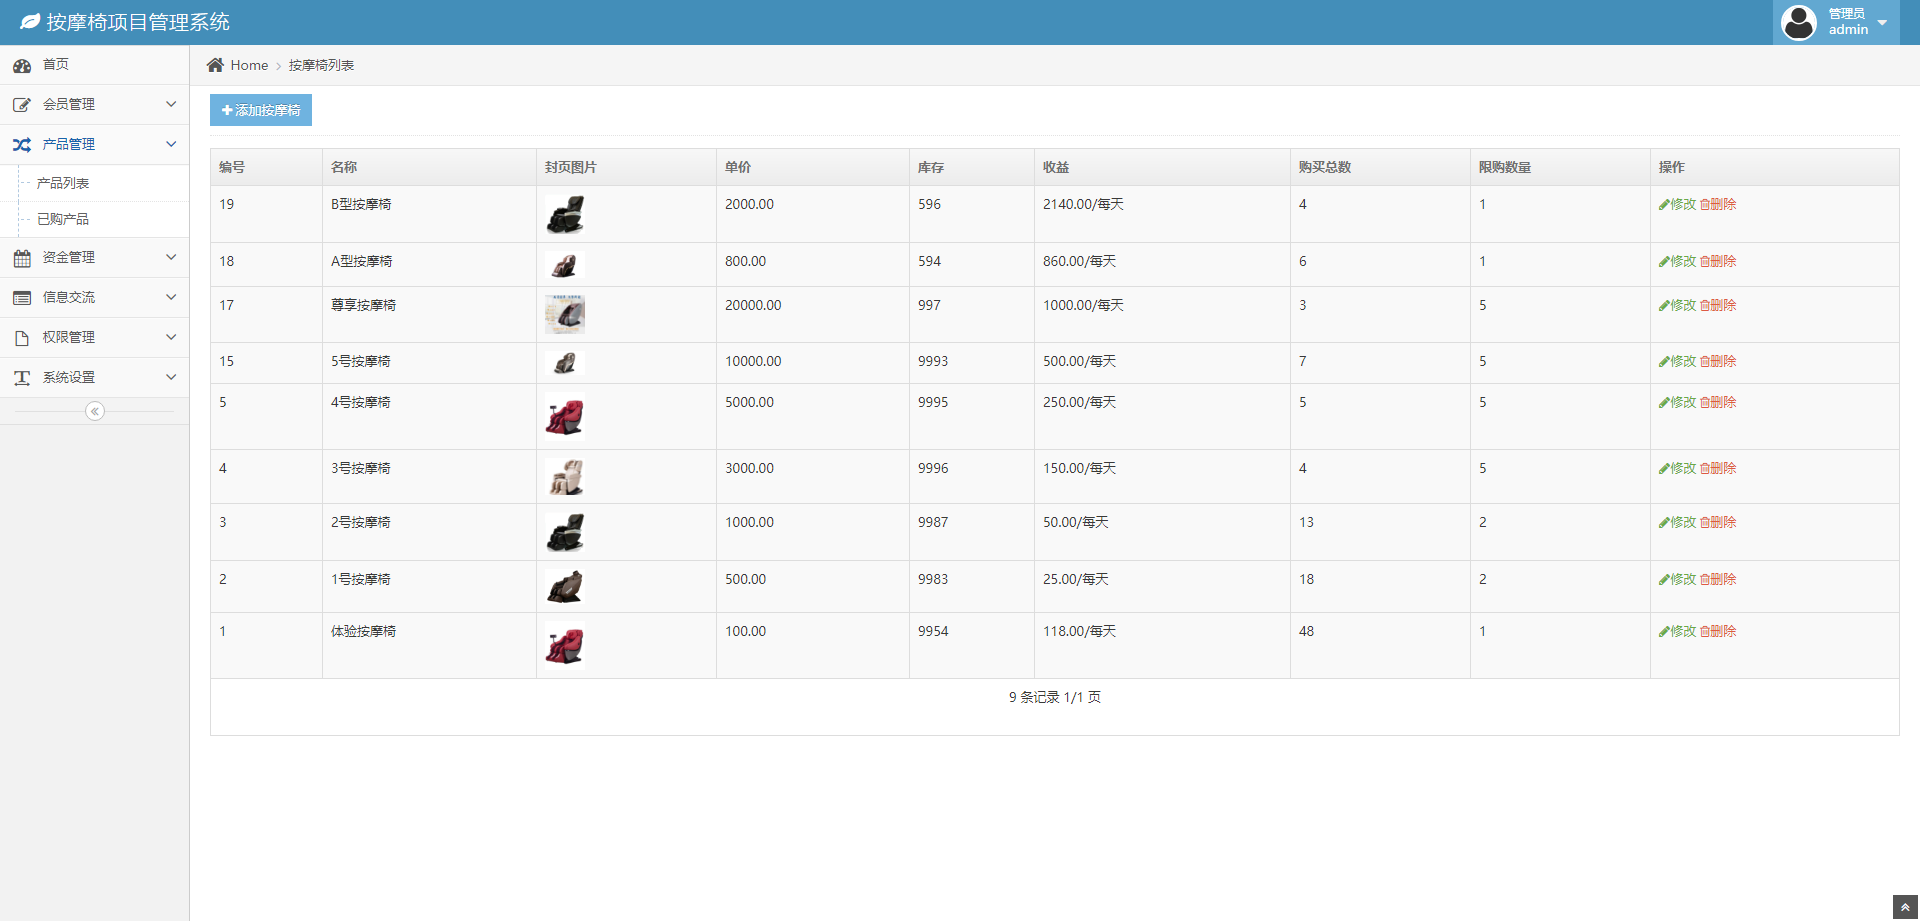 按摩椅项目管理系统
管理员
admin
首页
会员管理
产品管理
产品列表
已购产品
资金管理
信息交流
权限管理
系统设置
Home
按摩椅列表
添加按摩椅
编号 名称 封页图片 单价 库存 收益 购买总数 限购数量 操作
19 B型按摩椅 2000.00 596 2140.00/每天 4 1 修改 删除
18 A型按摩椅 800.00 594 860.00/每天 6 1 修改 删除
17 尊享按摩椅 20000.00 997 1000.00/每天 3 5 修改 删除
15 5号按摩椅 10000.00 9993 500.00/每天 7 5 修改 删除
5 4号按摩椅 5000.00 9995 250.00/每天 5 5 修改 删除
4 3号按摩椅 3000.00 9996 150.00/每天 4 5 修改 删除
3 2号按摩椅 1000.00 9987 50.00/每天 13 2 修改 删除
2 1号按摩椅 500.00 9983 25.00/每天 18 2 修改 删除
1 体验按摩椅 100.00 9954 118.00/每天 48 1 修改 删除
9 条记录 1/1 页